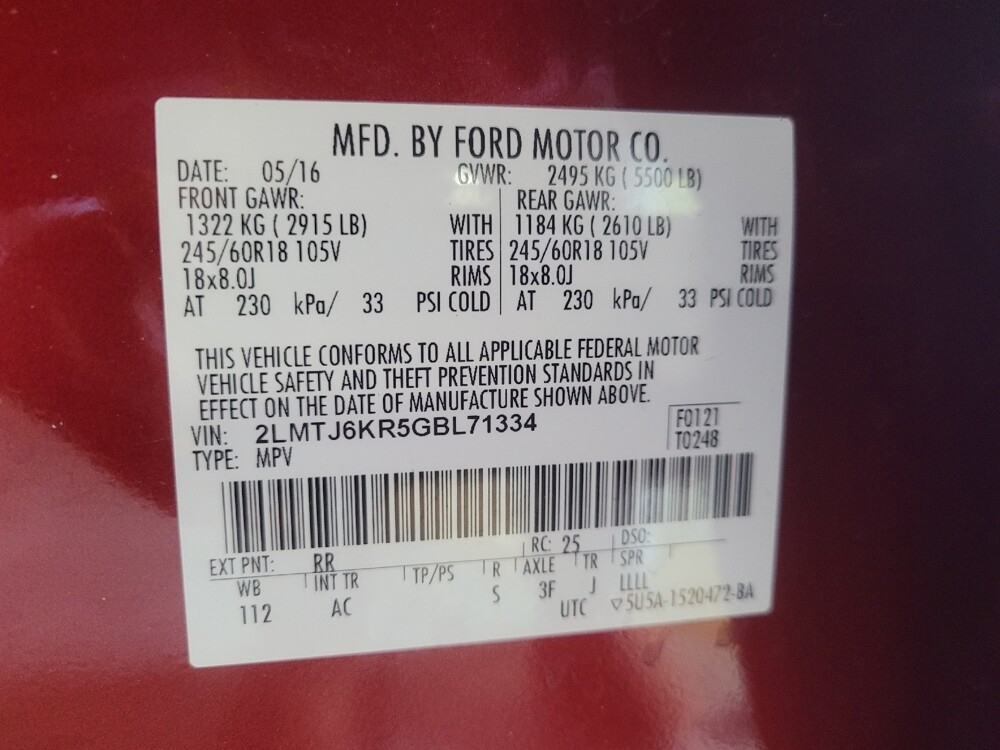 MFD. BY FORD MOTOR CO.
DATE: 05/16 GVWR: 2495 KG ( 5500 LB)
FRONT GAWR: REAR GAWR:
1322 KG ( 2915 LB) WITH 1184 KG ( 2610 LB) WITH
245/60R18 105V TIRES 245/60R18 105V TIRES
18x8.0J RIMS 18x8.0J RIMS
AT 230 kPa/ 33 PSI COLD AT 230 kPa/ 33 PSI COLD
THIS VEHICLE CONFORMS TO ALL APPLICABLE FEDERAL MOTOR
VEHICLE SAFETY AND THEFT PREVENTION STANDARDS IN
EFFECT ON THE DATE OF MANUFACTURE SHOWN ABOVE.
VIN: 2LMTJ6KR5GBL71334 F0121
TYPE: MPV T0248
EXT PNT: RR RC: 25 DSO:
WB INT TR TP/PS R AXLE TR SPR
112 AC S 3F J LLLL
UTC ▽5U5A-1520472-BA